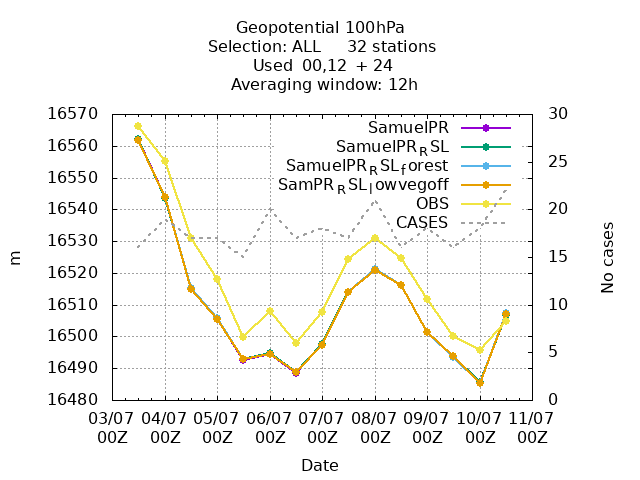 Geopotential 100hPa
Selection: ALL 32 stations
Used 00,12 + 24
Averaging window: 12h
16570
16560
16550
16540
16530
16520
16510
16500
16490
16480
m
30
25
20
15
10
5
0
No cases
SamuelPR
SamuelPR_RSL
SamuelPR_RSL_forest
SamPR_RSL_lowvegoff
OBS
CASES
03/07 04/07 05/07 06/07 07/07 08/07 09/07 10/07 11/07
00Z 00Z 00Z 00Z 00Z 00Z 00Z 00Z 00Z
Date